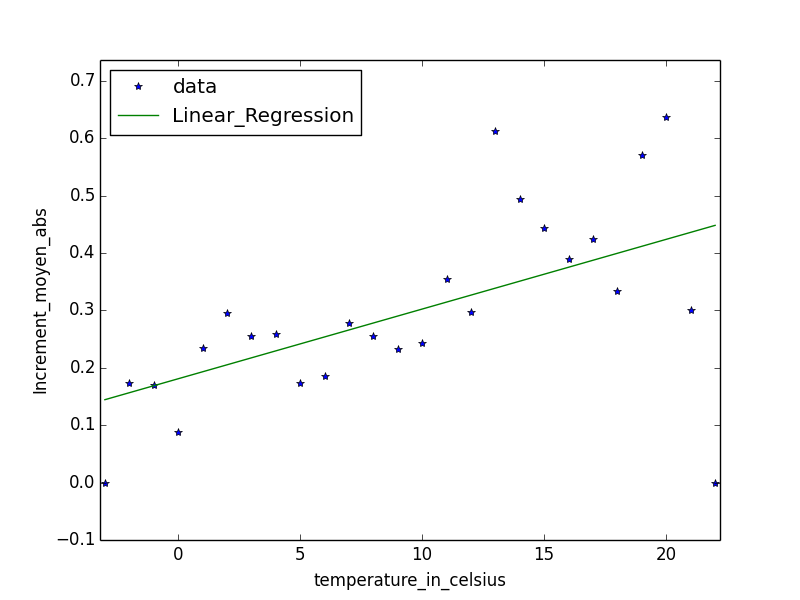 data
Linear_Regression
0.7
0.6
0.5
0.4
0.3
0.2
0.1
0.0
−0.1
Increment_moyen_abs
0 5 10 15 20
temperature_in_celsius